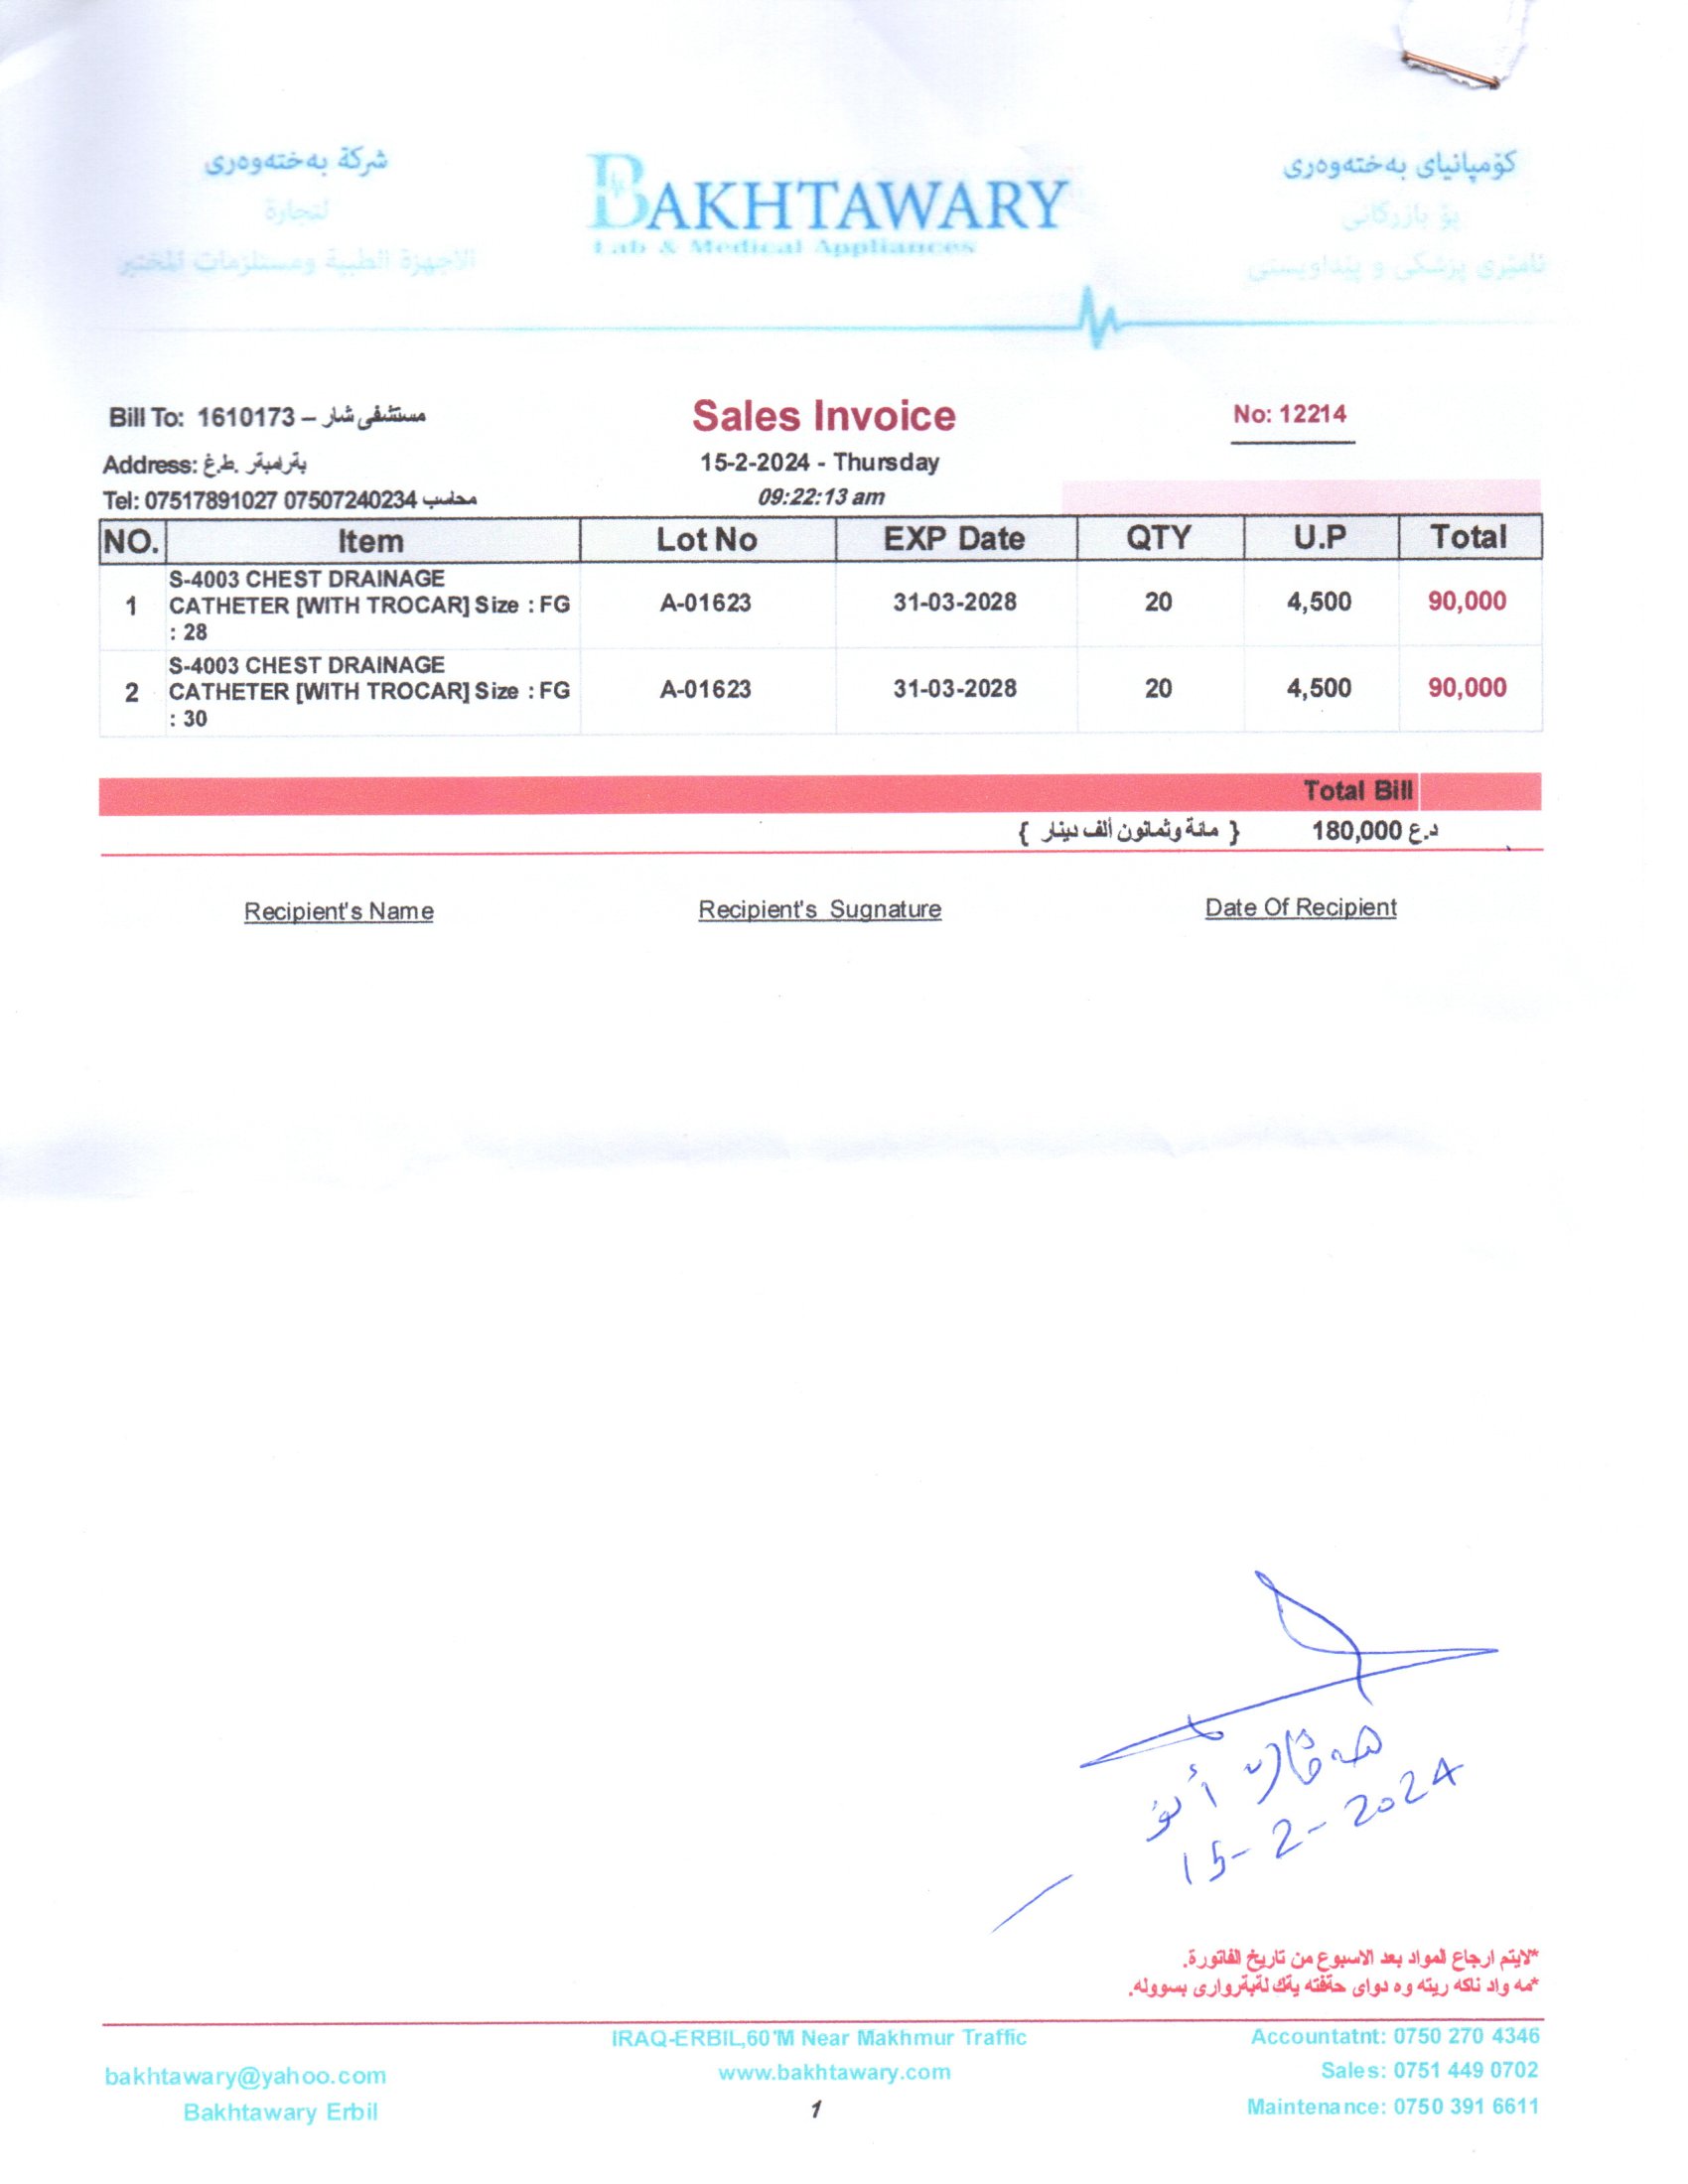 شركة بەختەوەری
لتجارة
الاجهزة الطبية ومستلزمات المختبر
BAKHTAWARY
Lab & Medical Appliances
كۆمپانیای بەختەوەری
بۆ بازرگانی
ئامێری پزشکی و پێداویستی
Bill To: 1610173 – مستشفى شار
Sales Invoice
No: 12214
Address: بةرامبةر .ط.غ
15-2-2024 - Thursday
Tel: 07517891027 07507240234 محاسب
09:22:13 am
NO. Item Lot No EXP Date QTY U.P Total
1 S-4003 CHEST DRAINAGE CATHETER [WITH TROCAR] Size : FG : 28 A-01623 31-03-2028 20 4,500 90,000
2 S-4003 CHEST DRAINAGE CATHETER [WITH TROCAR] Size : FG : 30 A-01623 31-03-2028 20 4,500 90,000
Total Bill
{ مائة وثمانون ألف دينار } 180,000 د.ع
Recipient's Name Recipient's Sugnature Date Of Recipient
15-2-2024
*لايتم ارجاع المواد بعد الاسبوع من تاريخ الفاتورة.
*مه واد ناكه ريته وه دواى حةفته يةك لةبةروارى بسووله.
IRAQ-ERBIL,60'M Near Makhmur Traffic
www.bakhtawary.com
bakhtawary@yahoo.com
Bakhtawary Erbil
Accountatnt: 0750 270 4346
Sales: 0751 449 0702
Maintenance: 0750 391 6611
1